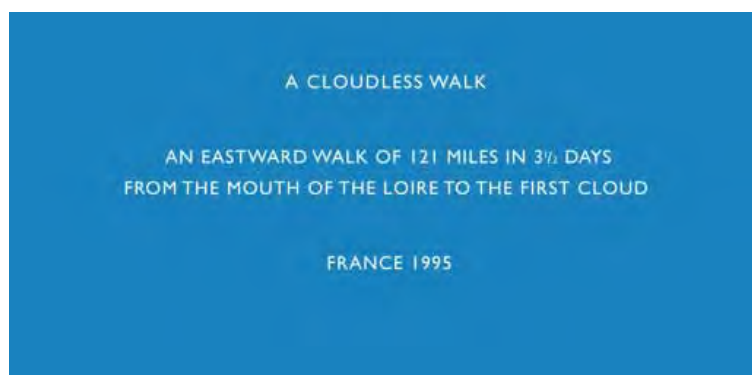 A CLOUDLESS WALK
AN EASTWARD WALK OF 121 MILES IN 3½ DAYS
FROM THE MOUTH OF THE LOIRE TO THE FIRST CLOUD
FRANCE 1995